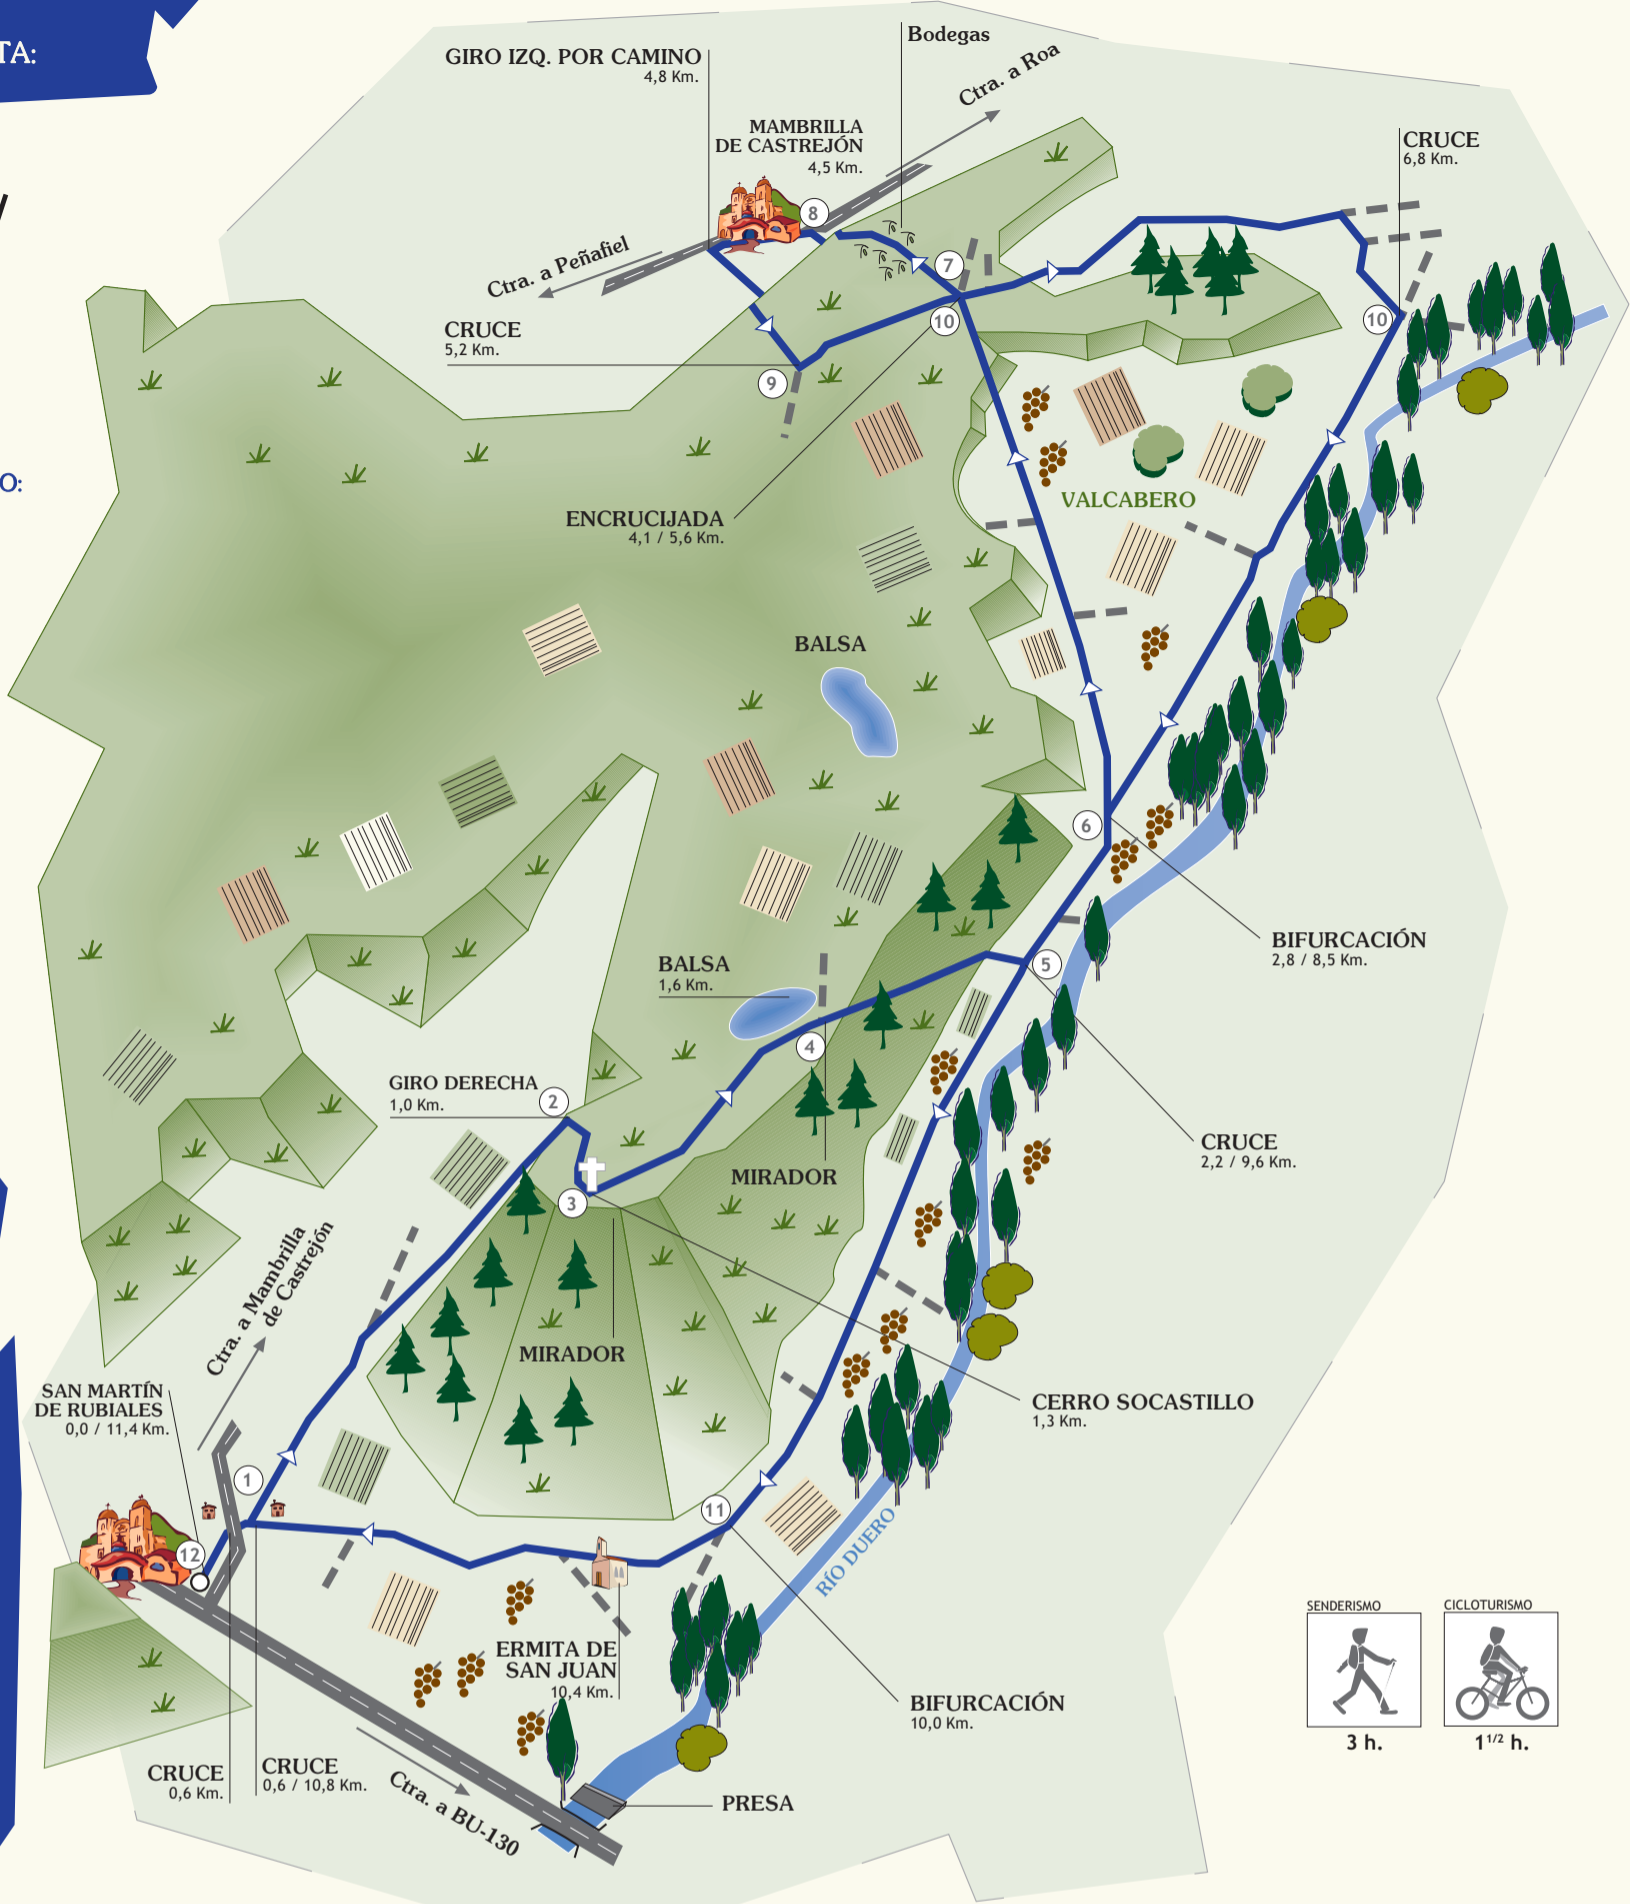 TA:
O:
GIRO IZQ. POR CAMINO
4,8 Km.
Bodegas
Ctra. a Roa
MAMBRILLA
DE CASTREJÓN
4,5 Km.
CRUCE
6,8 Km.
8
Ctra. a Peñafiel
7
CRUCE
5,2 Km.
10
10
9
ENCRUCIJADA
4,1 / 5,6 Km.
VALCABERO
BALSA
6
BIFURCACIÓN
2,8 / 8,5 Km.
BALSA
1,6 Km.
5
4
GIRO DERECHA
1,0 Km.
2
CRUCE
2,2 / 9,6 Km.
MIRADOR
3
Ctra. a Mambrilla
de Castrejón
MIRADOR
SAN MARTÍN
DE RUBIALES
0,0 / 11,4 Km.
CERRO SOCASTILLO
1,3 Km.
1
11
12
RÍO DUERO
ERMITA DE
SAN JUAN
10,4 Km.
BIFURCACIÓN
10,0 Km.
SENDERISMO
3 h.
CICLOTURISMO
1 1/2 h.
CRUCE
0,6 Km.
CRUCE
0,6 / 10,8 Km.
Ctra. a BU-130
PRESA